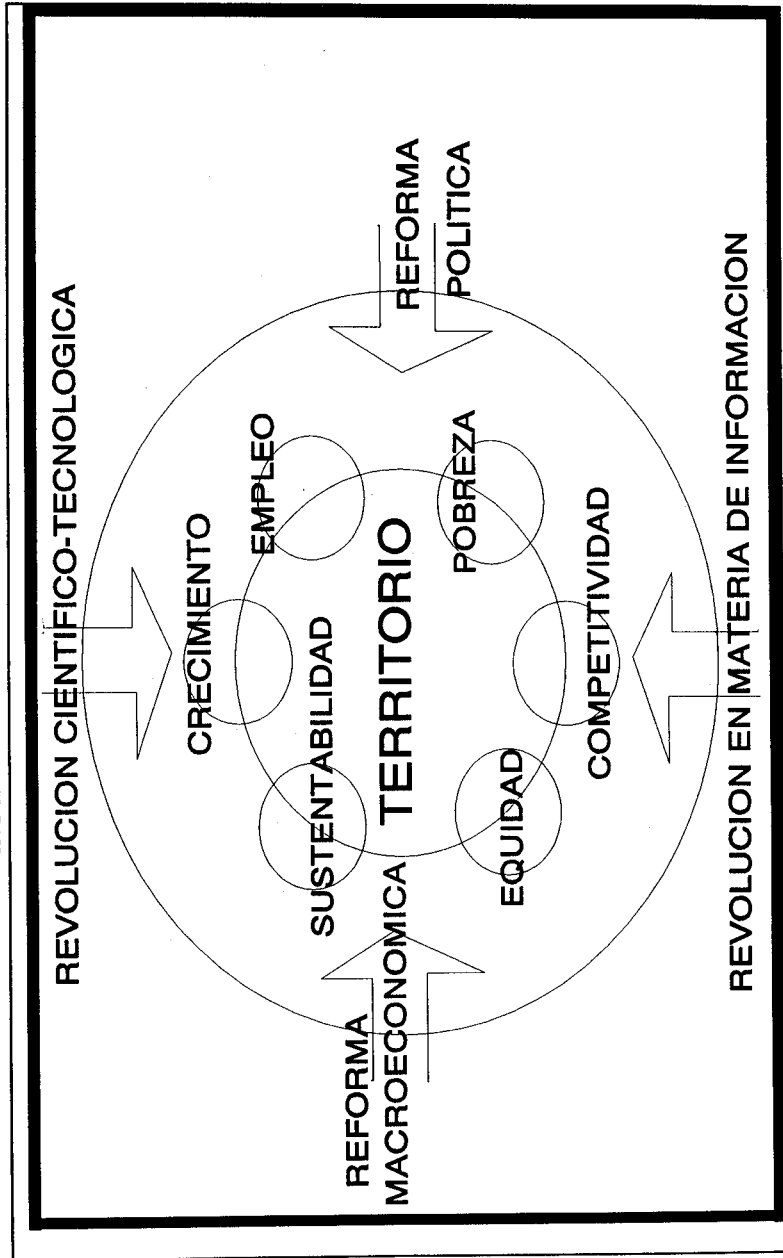 REVOLUCION CIENTIFICO-TECNOLOGICA
CRECIMIENTO
EMPLEO
SUSTENTABILIDAD
REFORMA
MACROECONOMICA
TERRITORIO
REFORMA
POLITICA
EQUIDAD
POBREZA
COMPETITIVIDAD
REVOLUCION EN MATERIA DE INFORMACION